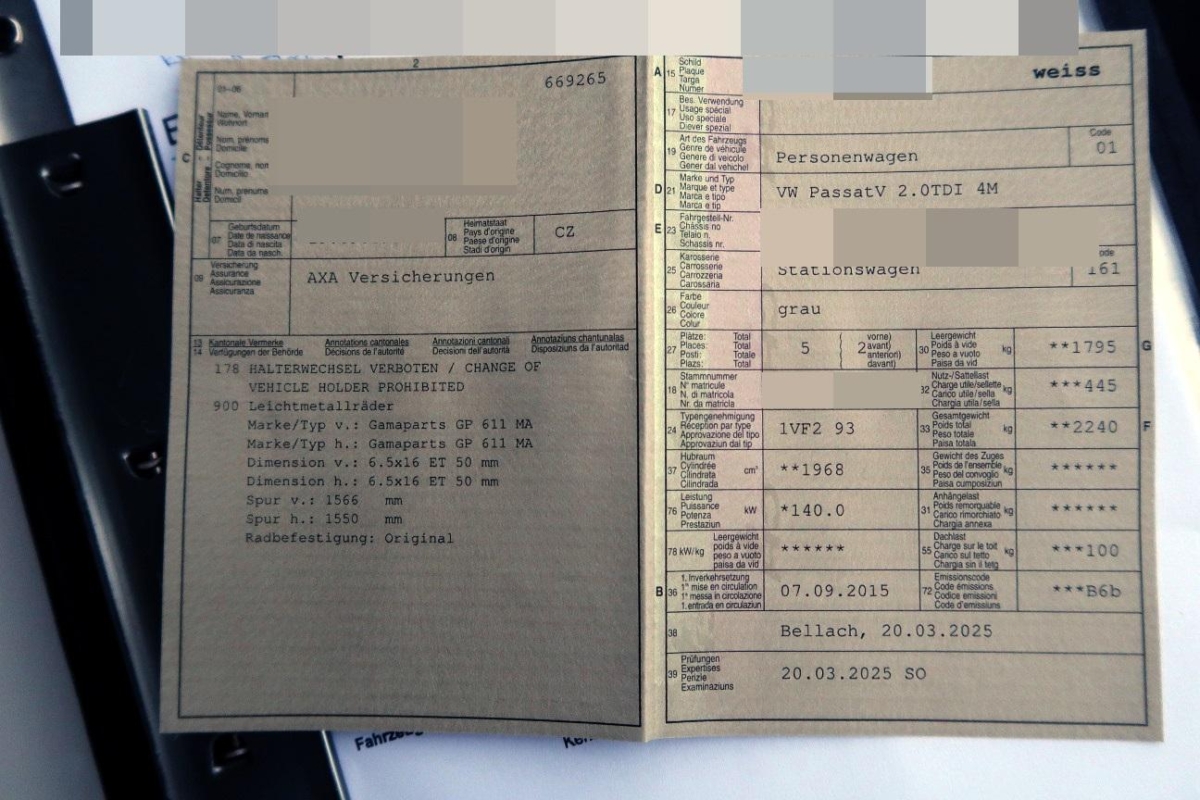 2
669265
01-06
C
Halter
Détenteur
Detentore
Possessur
Name, Vornamen
Wohnort
Nom, prénoms
Domicile
Cognome, nomi
Domicilio
Num, prenums
Domicil
07
Geburtsdatum
Date de naissance
Data di nascita
Data da nasch.
08
Heimatstaat
Pays d'origine
Paese d'origine
Stadi d'origin
CZ
09
Versicherung
Assurance
Assicurazione
Assicuranza
AXA Versicherungen
13 Kantonale Vermerke Annotations cantonales Annotazioni cantonali Annotaziuns chantunalas
14 Verfügungen der Behörde Décisions de l'autorité Decisioni dell'autorità Disposiziuns da l'autoritad
178 HALTERWECHSEL VERBOTEN / CHANGE OF
VEHICLE HOLDER PROHIBITED
900 Leichtmetallräder
Marke/Typ v.: Gamaparts GP 611 MA
Marke/Typ h.: Gamaparts GP 611 MA
Dimension v.: 6.5x16 ET 50 mm
Dimension h.: 6.5x16 ET 50 mm
Spur v.: 1566 mm
Spur h.: 1550 mm
Radbefestigung: Original
A 15
Schild
Plaque
Targa
Numer
weiss
17
Bes. Verwendung
Usage spécial
Uso speciale
Diever spezial
19
Art des Fahrzeugs
Genre de véhicule
Genere di veicolo
Gener dal vehichel
Personenwagen
Code
01
D 21
Marke und Typ
Marque et type
Marca e tipo
Marca e tip
VW PassatV 2.0TDI 4M
E 23
Fahrgestell-Nr.
Châssis no
Telaio n.
Schassis nr.
25
Karosserie
Carrosserie
Carrozzeria
Carossaria
Stationswagen
161
26
Farbe
Couleur
Colore
Colur
grau
27
Plätze: Total
Places: Total
Posti: Totale
Plazs: Total
5
2
vorne)
avant)
anteriori)
davant)
30
Leergewicht
Poids à vide
Peso a vuoto
Paisa da vid
kg
**1795
G
18
Stammnummer
N° matricule
N. di matricola
Nr. da matricla
32
Nutz-/Sattellast
Charge utile/sellette
Carico utile/sella
Chargia utila/sella
kg
***445
24
Typengenehmigung
Réception par type
Approvazione del tipo
Approvaziun dal tip
1VF2 93
33
Gesamtgewicht
Poids total
Peso totale
Paisa totala
kg
**2240
F
37
Hubraum
Cylindrée
Cilindrata
Cilindrada
cm³
**1968
35
Gewicht des Zuges
Poids de l'ensemble
Peso del convoglio
Paisa cumposiziun
kg
******
76
Leistung
Puissance
Potenza
Prestaziun
kW
*140.0
31
Anhängelast
Poids remorquable
Carico rimorchiato
Chargia annexa
kg
******
78 kW/kg
Leergewicht
poids à vide
peso a vuoto
paisa da vid
******
55
Dachlast
Charge sur le toit
Carico sul tetto
Chargia sin il tetg
kg
***100
B 36
1. Inverkehrsetzung
1re mise en circulation
1a messa in circolazione
1. entrada en circulaziun
07.09.2015
72
Emissionscode
Code émissions
Codice emissioni
Code d'emissiuns
***B6b
38
Bellach, 20.03.2025
39
Prüfungen
Expertises
Perizie
Examinaziuns
20.03.2025 SO